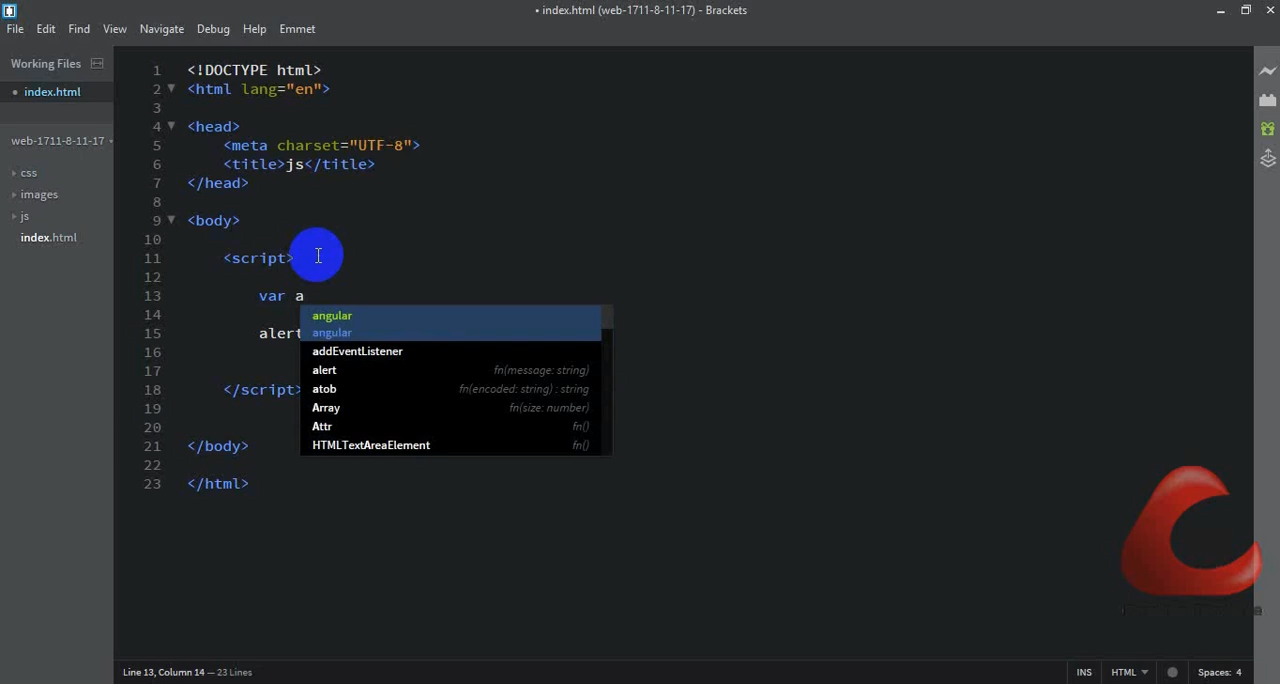 • index.html (web-1711-8-11-17) - Brackets
File Edit Find View Navigate Debug Help Emmet
Working Files
• index.html
web-1711-8-11-17
css
images
js
index.html
1 <!DOCTYPE html>
2 <html lang="en">
3
4 <head>
5 <meta charset="UTF-8">
6 <title>js</title>
7 </head>
8
9 <body>
10
11 <script>
12
13 var a
14
15 alert
16
17
18 </script>
19
20
21 </body>
22
23 </html>
angular
angular
addEventListener
alert fn(message: string)
atob fn(encoded: string) : string
Array fn(size: number)
Attr fn()
HTMLTextAreaElement fn()
Line 13, Column 14 — 23 Lines
INS HTML Spaces: 4